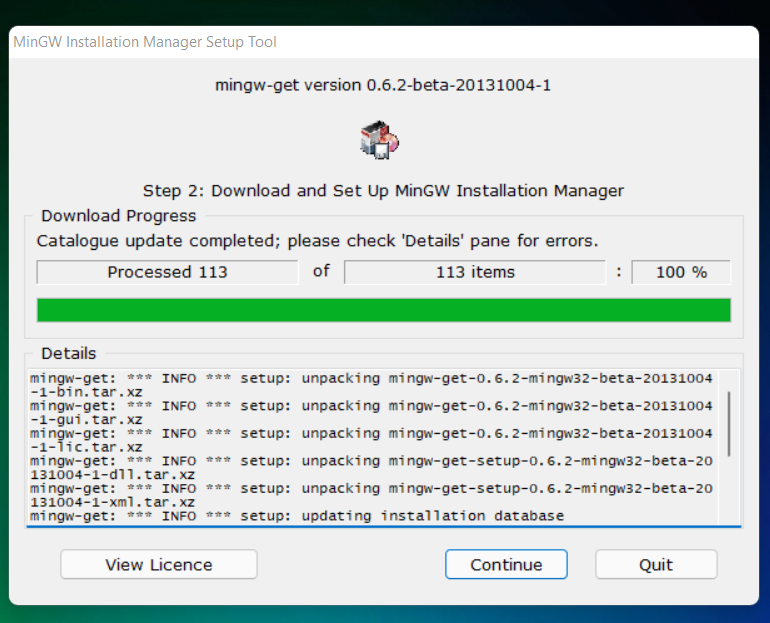 MinGW Installation Manager Setup Tool
mingw-get version 0.6.2-beta-20131004-1
Step 2: Download and Set Up MinGW Installation Manager
Download Progress
Catalogue update completed; please check 'Details' pane for errors.
Processed 113 of 113 items : 100 %
Details
mingw-get: *** INFO *** setup: unpacking mingw-get-0.6.2-mingw32-beta-20131004
-1-bin.tar.xz
mingw-get: *** INFO *** setup: unpacking mingw-get-0.6.2-mingw32-beta-20131004
-1-gui.tar.xz
mingw-get: *** INFO *** setup: unpacking mingw-get-0.6.2-mingw32-beta-20131004
-1-lic.tar.xz
mingw-get: *** INFO *** setup: unpacking mingw-get-setup-0.6.2-mingw32-beta-20
131004-1-dll.tar.xz
mingw-get: *** INFO *** setup: unpacking mingw-get-setup-0.6.2-mingw32-beta-20
131004-1-xml.tar.xz
mingw-get: *** INFO *** setup: updating installation database
View Licence Continue Quit